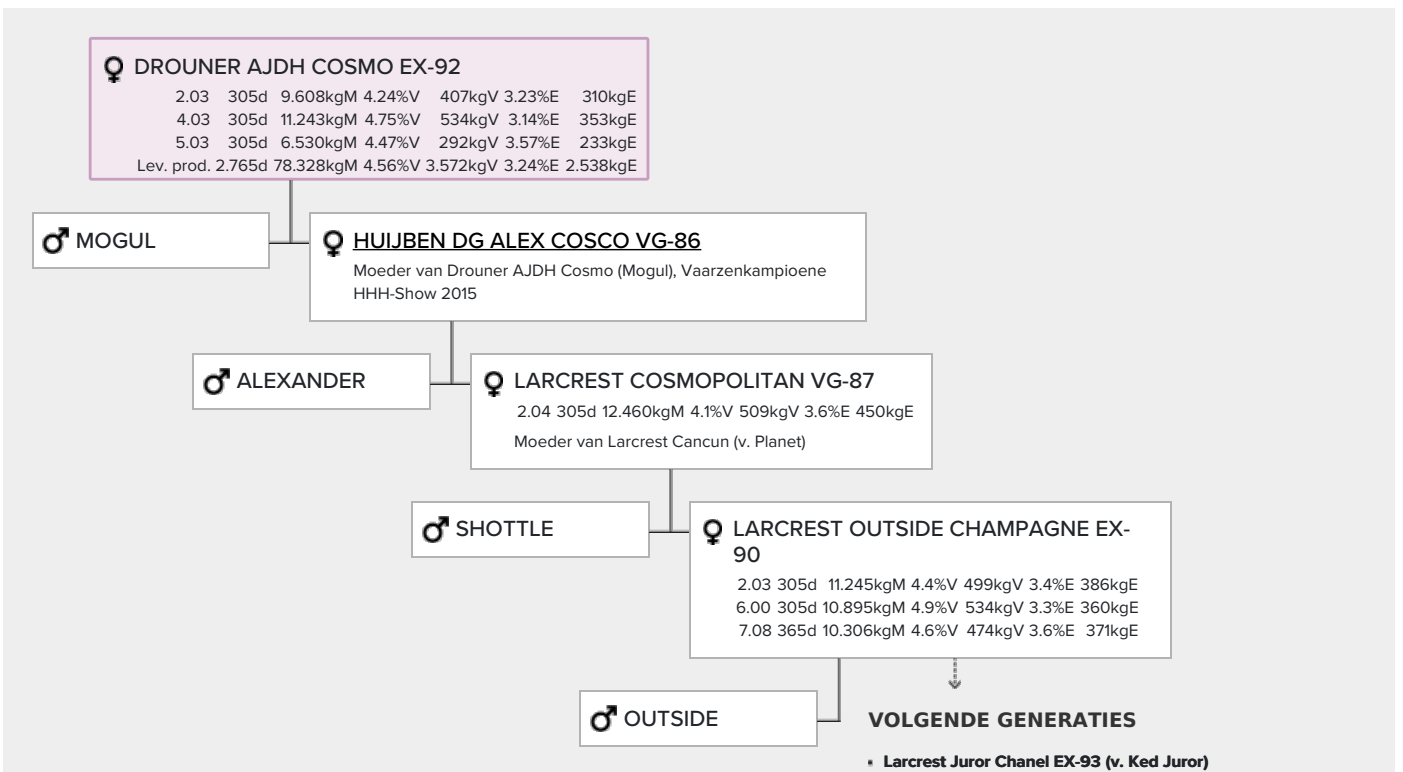 DROUNER AJDH COSMO EX-92
2.03 305d 9.608kgM 4.24%V 407kgV 3.23%E 310kgE
4.03 305d 11.243kgM 4.75%V 534kgV 3.14%E 353kgE
5.03 305d 6.530kgM 4.47%V 292kgV 3.57%E 233kgE
Lev. prod. 2.765d 78.328kgM 4.56%V 3.572kgV 3.24%E 2.538kgE
MOGUL
HUIJBEN DG ALEX COSCO VG-86
Moeder van Drouner AJDH Cosmo (Mogul), Vaarzenkampioene
HHH-Show 2015
ALEXANDER
LARCREST COSMOPOLITAN VG-87
2.04 305d 12.460kgM 4.1%V 509kgV 3.6%E 450kgE
Moeder van Larcrest Cancun (v. Planet)
SHOTTLE
LARCREST OUTSIDE CHAMPAGNE EX-
90
2.03 305d 11.245kgM 4.4%V 499kgV 3.4%E 386kgE
6.00 305d 10.895kgM 4.9%V 534kgV 3.3%E 360kgE
7.08 365d 10.306kgM 4.6%V 474kgV 3.6%E 371kgE
OUTSIDE
VOLGENDE GENERATIES
▪ Larcrest Juror Chanel EX-93 (v. Ked Juror)